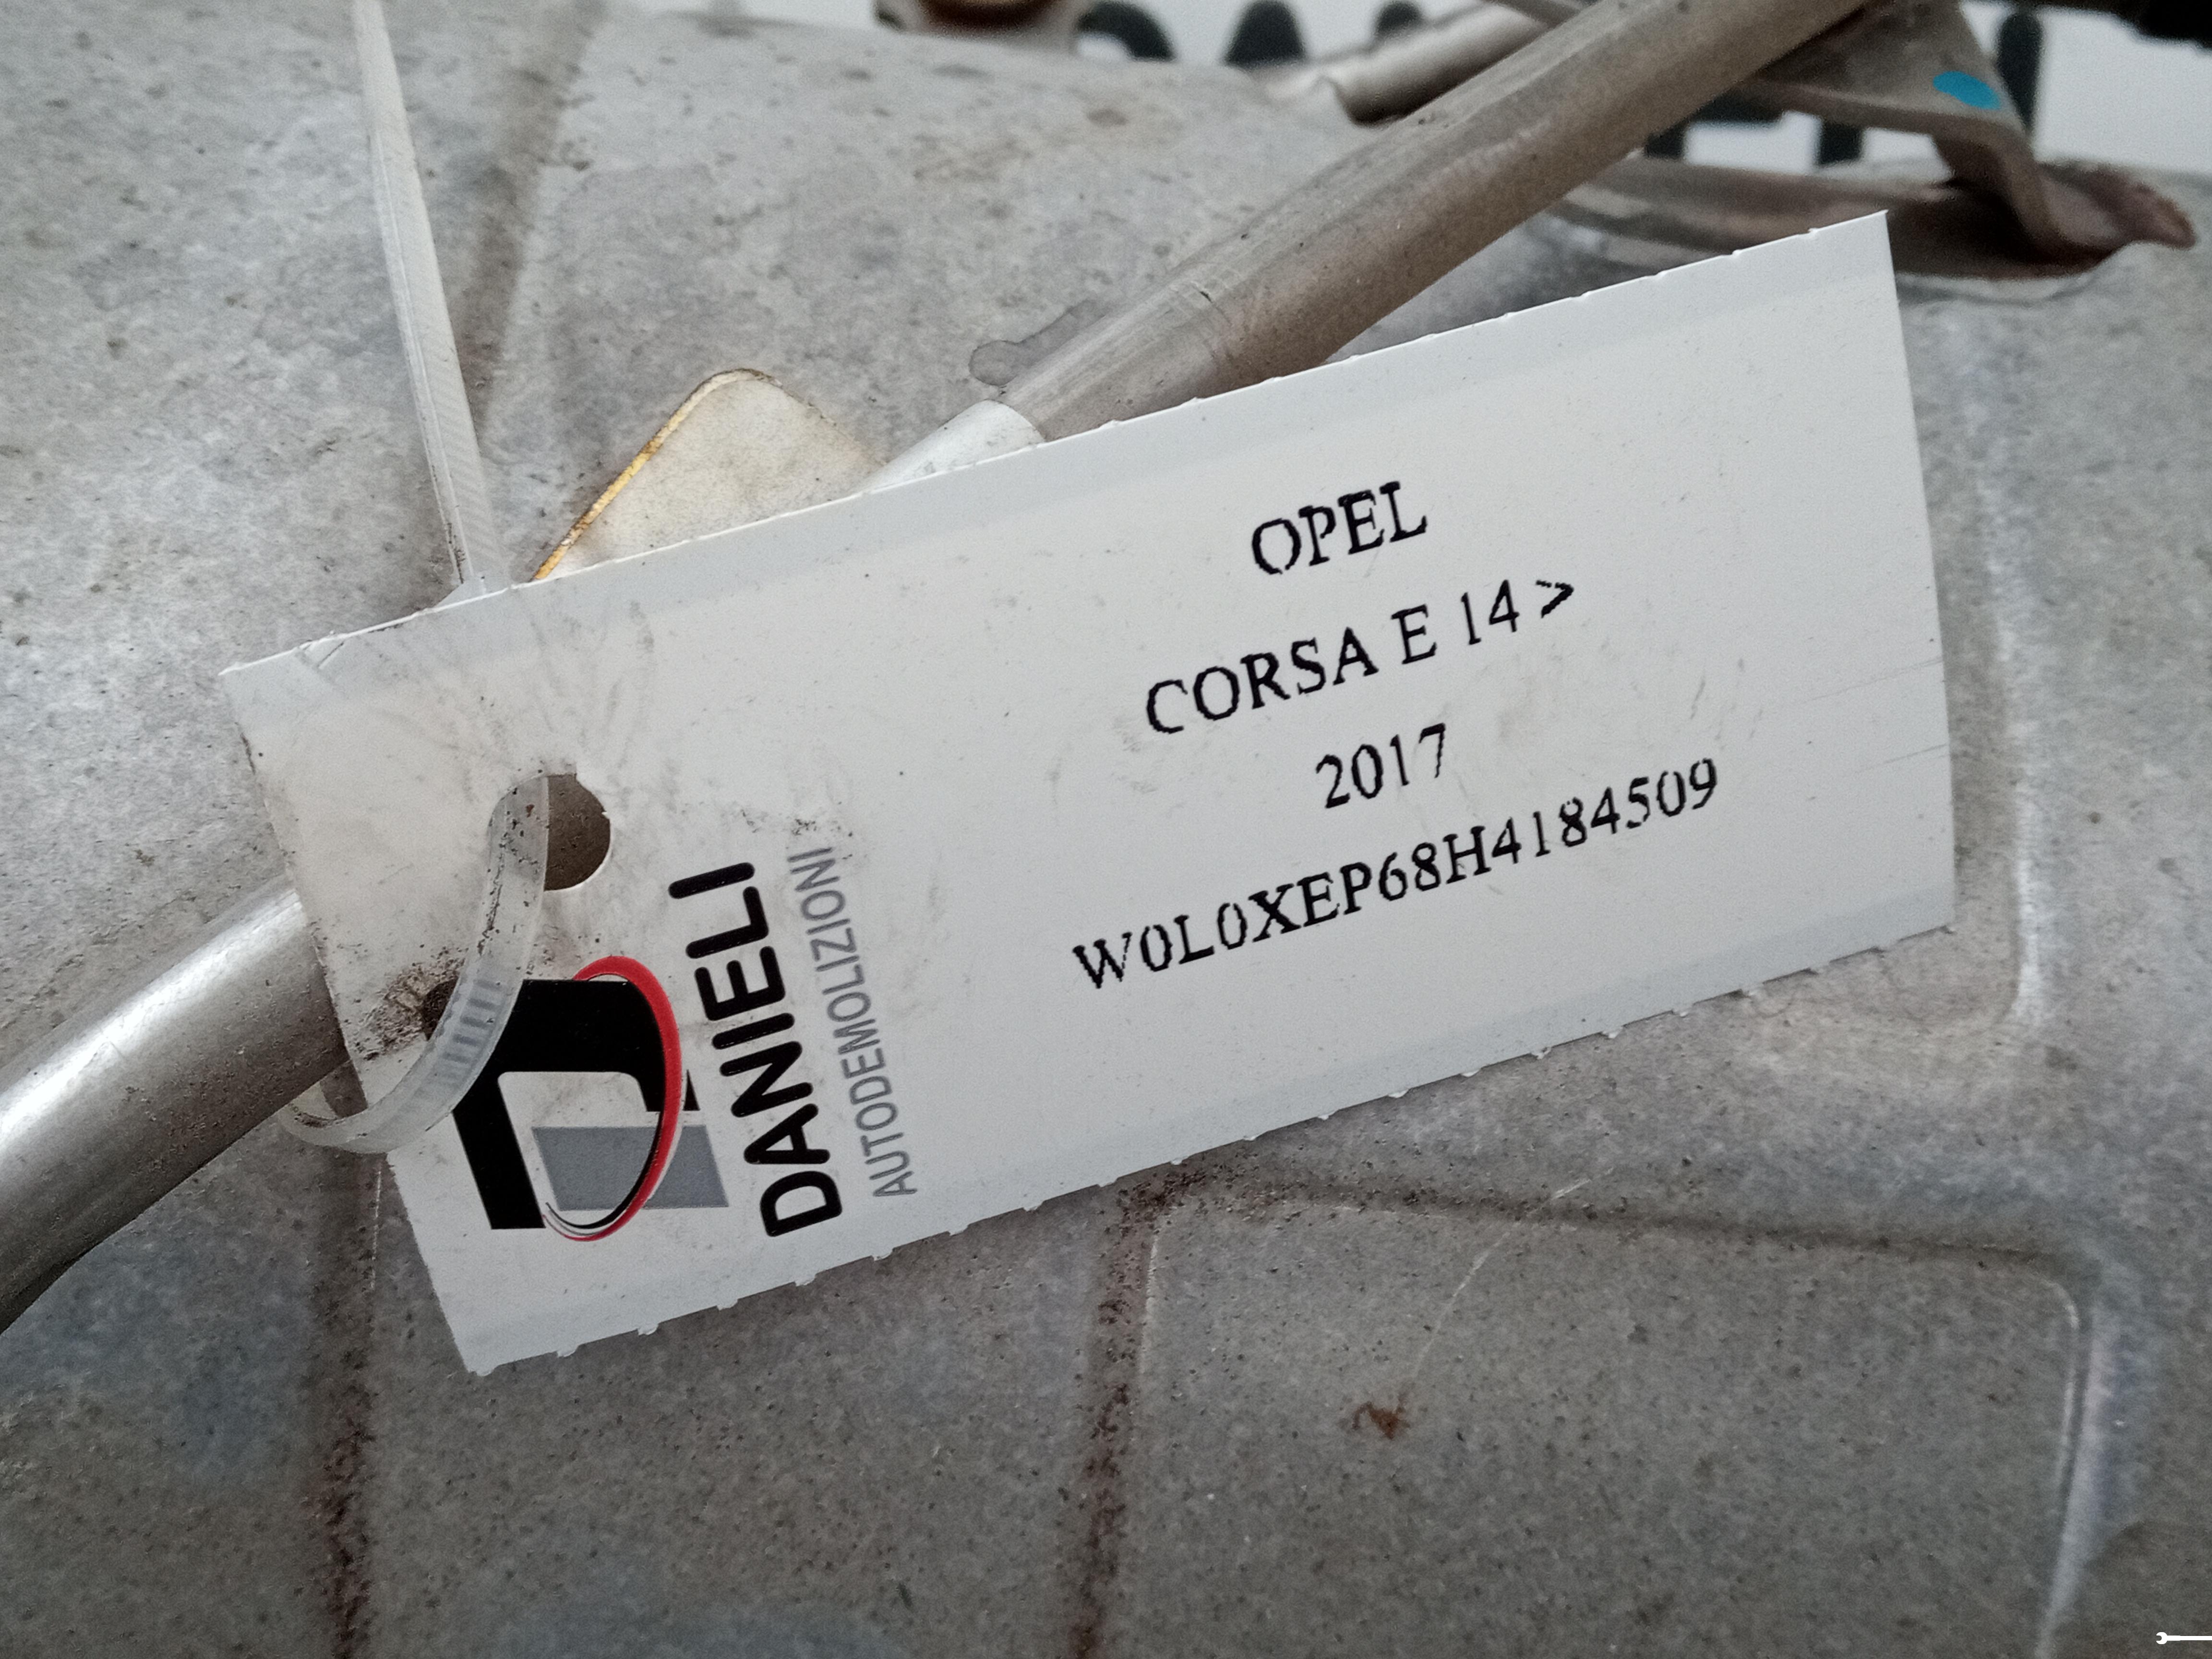 OPEL
CORSA E 14 >
2017
W0L0XEP68H4184509
DANIELI
AUTODEMOLIZIONI